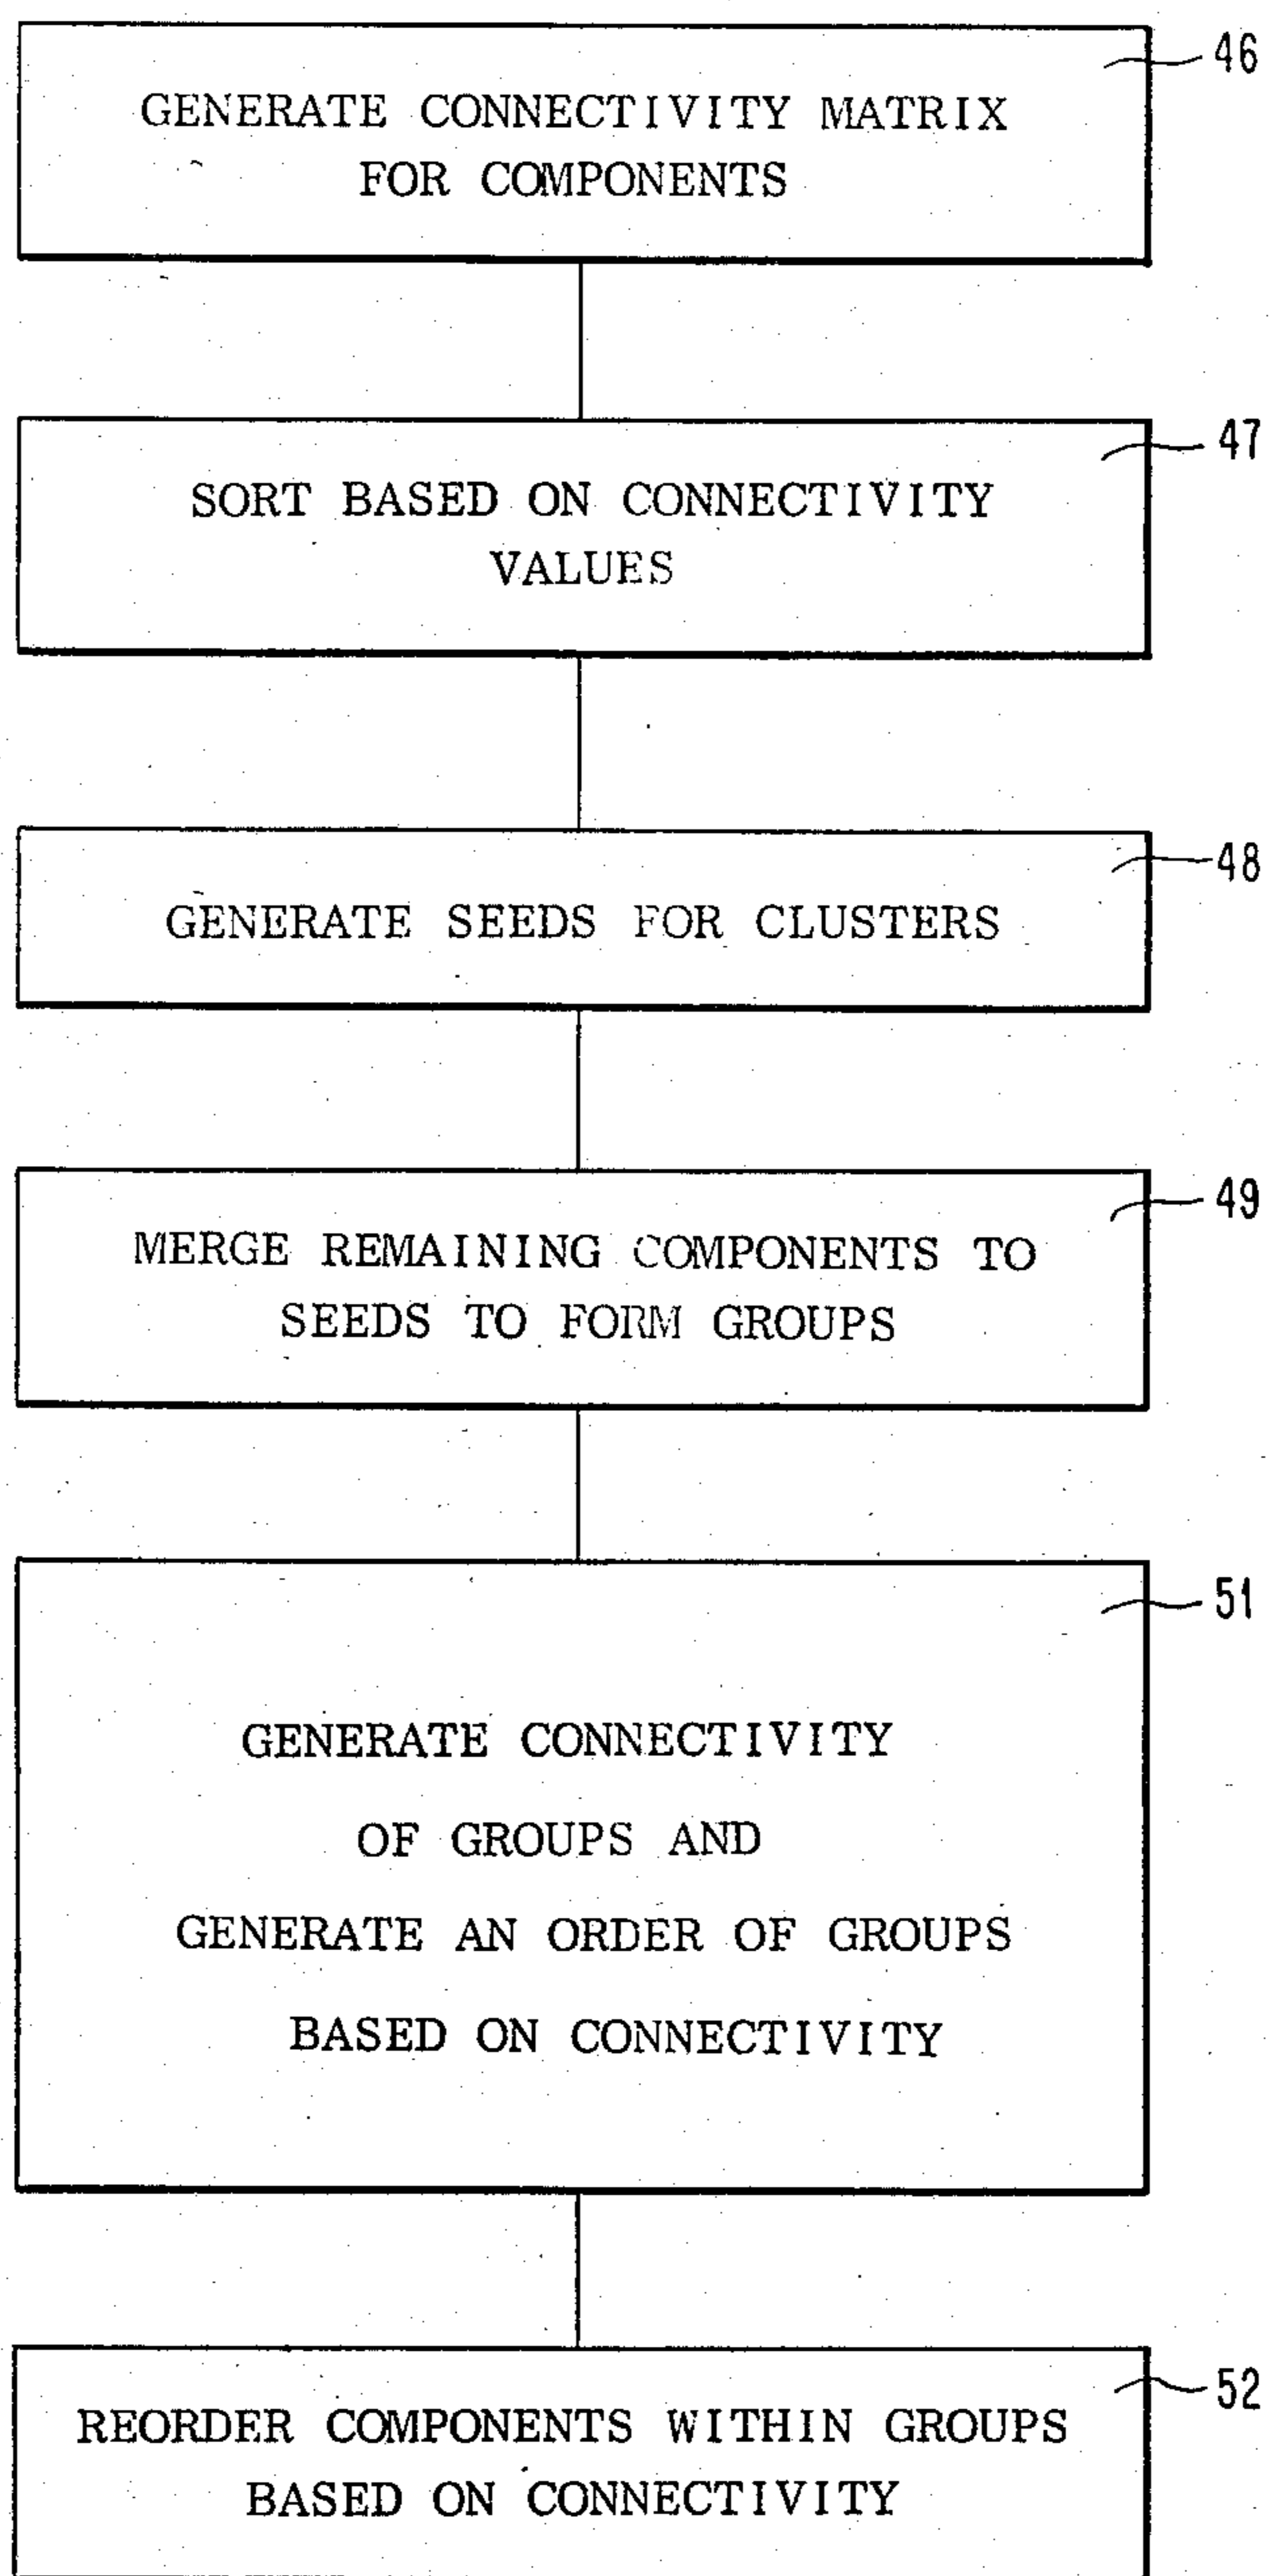 46
GENERATE CONNECTIVITY MATRIX
FOR COMPONENTS
47
SORT BASED ON CONNECTIVITY
VALUES
48
GENERATE SEEDS FOR CLUSTERS
49
MERGE REMAINING COMPONENTS TO
SEEDS TO FORM GROUPS
51
GENERATE CONNECTIVITY
OF GROUPS AND
GENERATE AN ORDER OF GROUPS
BASED ON CONNECTIVITY
52
REORDER COMPONENTS WITHIN GROUPS
BASED ON CONNECTIVITY